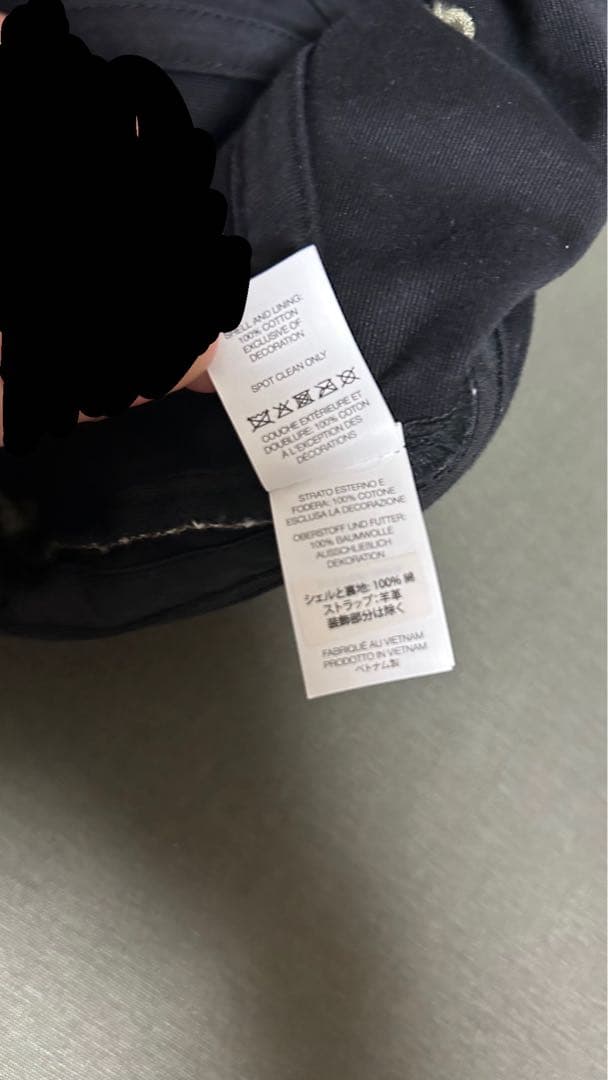 SHELL AND LINING:
100% COTTON
EXCLUSIVE OF
DECORATION
SPOT CLEAN ONLY
COUCHE EXTÉRIEURE ET
DOUBLURE: 100% COTON
A L'EXCEPTION DES
DÉCORATIONS
STRATO ESTERNO E
FODERA: 100% COTONE
ESCLUSA LA DECORAZIONE
OBERSTOFF UND FUTTER:
100% BAUMWOLLE
AUSSCHLIEßLICH
DEKORATION
シェルと裏地: 100% 綿
ストラップ: 羊革
装飾部分は除く
FABRIQUÉ AU VIETNAM
PRODOTTO IN VIETNAM
ベトナム製